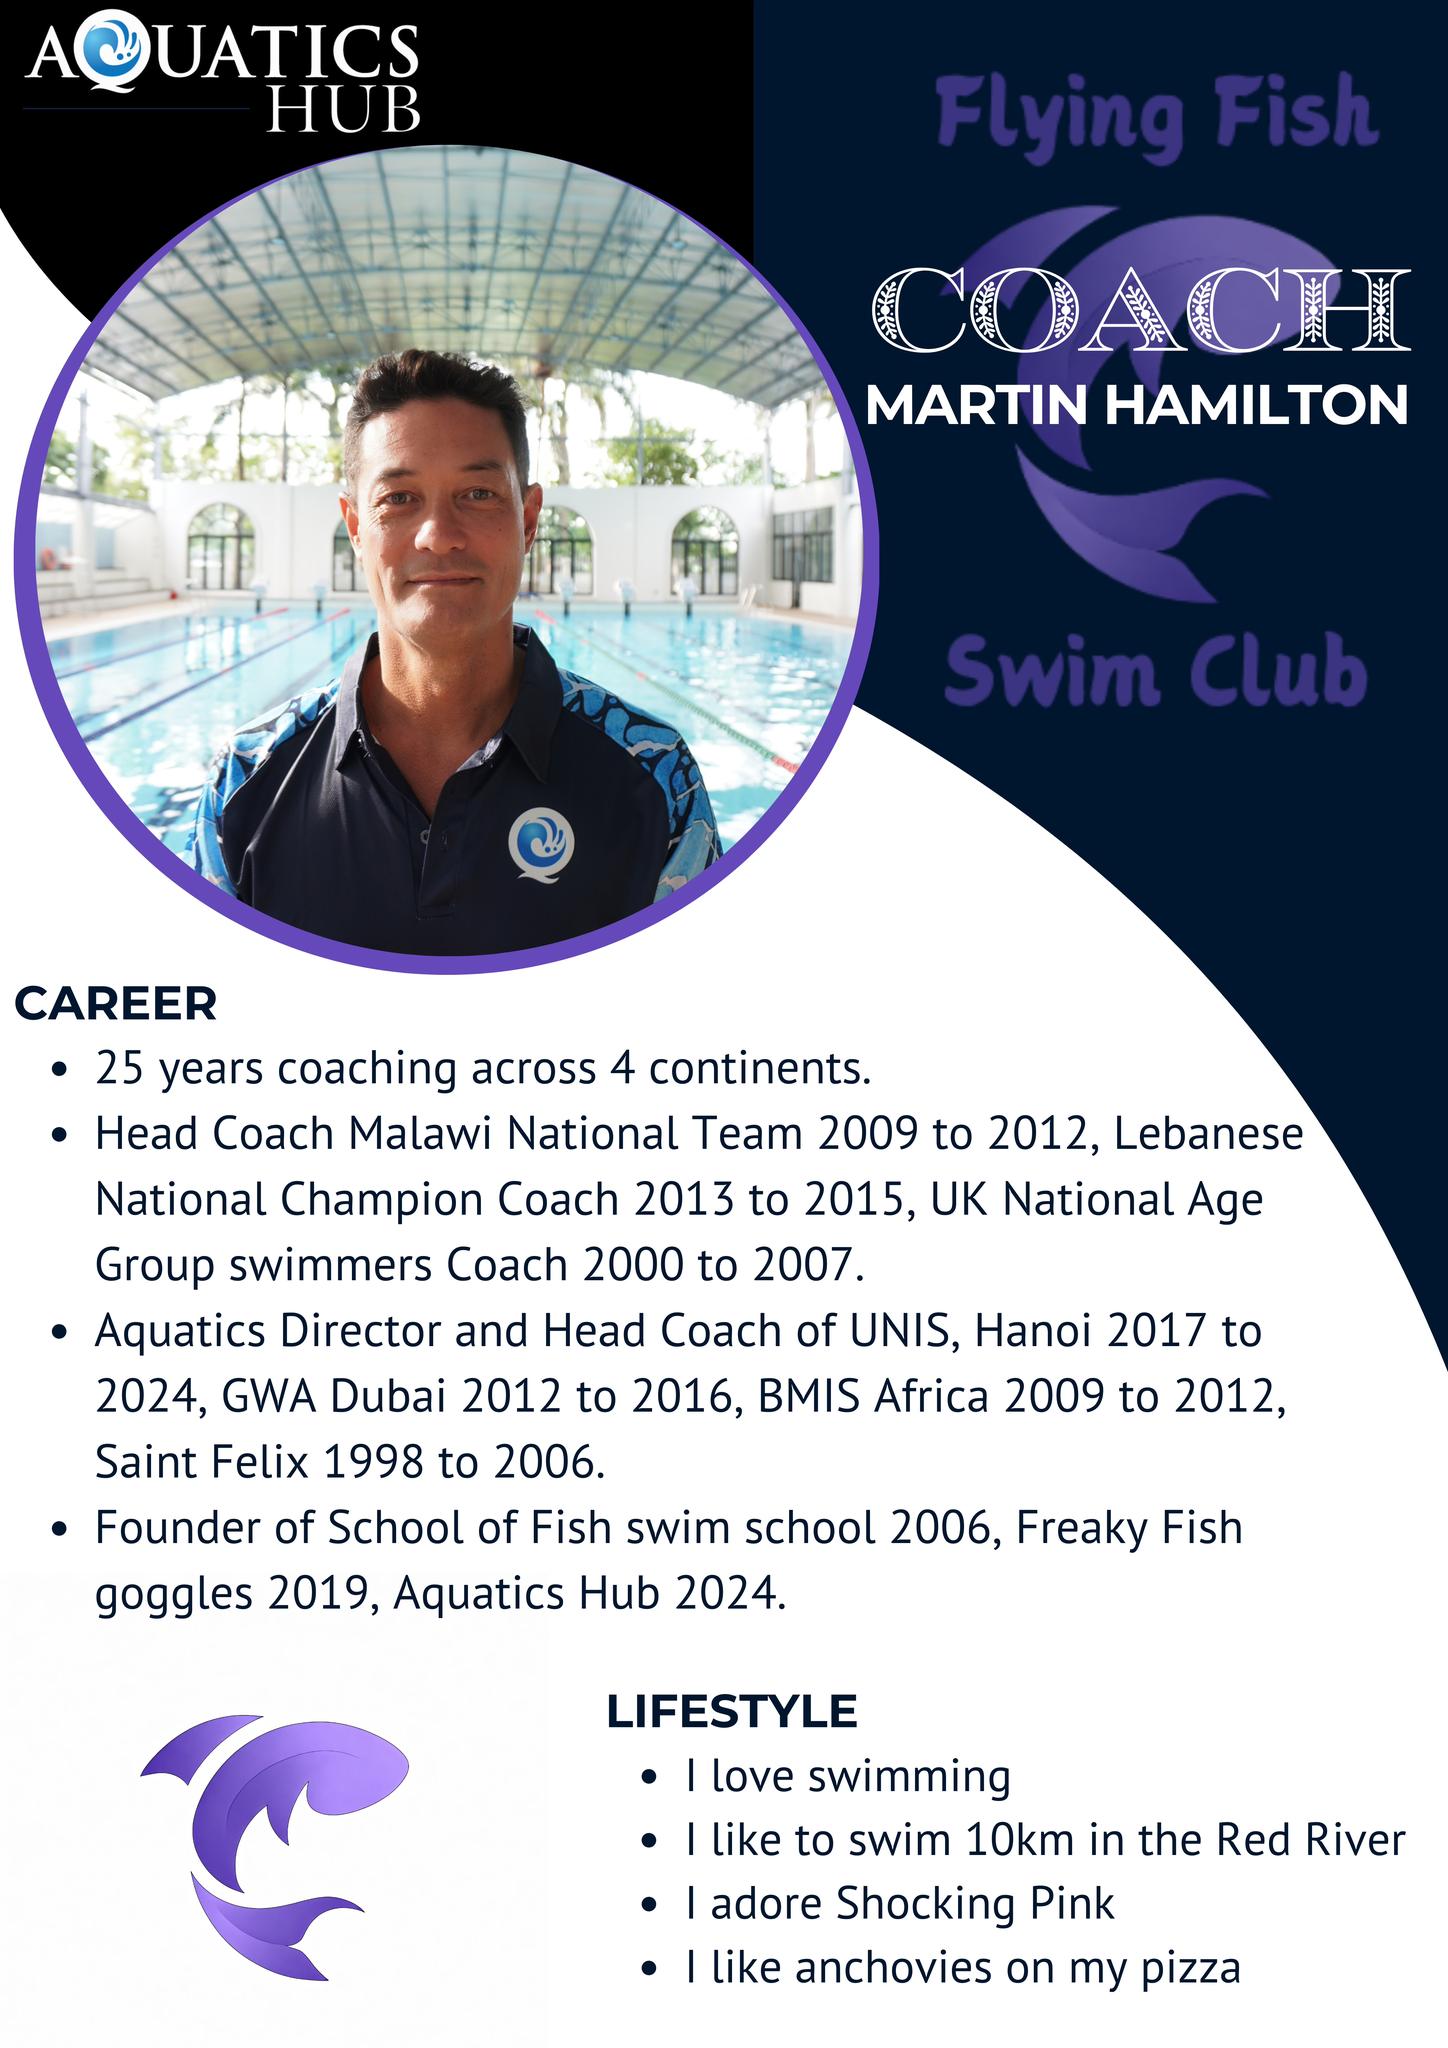 AQUATICS
HUB
Flying Fish
COACH
MARTIN HAMILTON
Swim Club
CAREER
• 25 years coaching across 4 continents.
• Head Coach Malawi National Team 2009 to 2012, Lebanese
National Champion Coach 2013 to 2015, UK National Age
Group swimmers Coach 2000 to 2007.
• Aquatics Director and Head Coach of UNIS, Hanoi 2017 to
2024, GWA Dubai 2012 to 2016, BMIS Africa 2009 to 2012,
Saint Felix 1998 to 2006.
• Founder of School of Fish swim school 2006, Freaky Fish
goggles 2019, Aquatics Hub 2024.
LIFESTYLE
• I love swimming
• I like to swim 10km in the Red River
• I adore Shocking Pink
• I like anchovies on my pizza